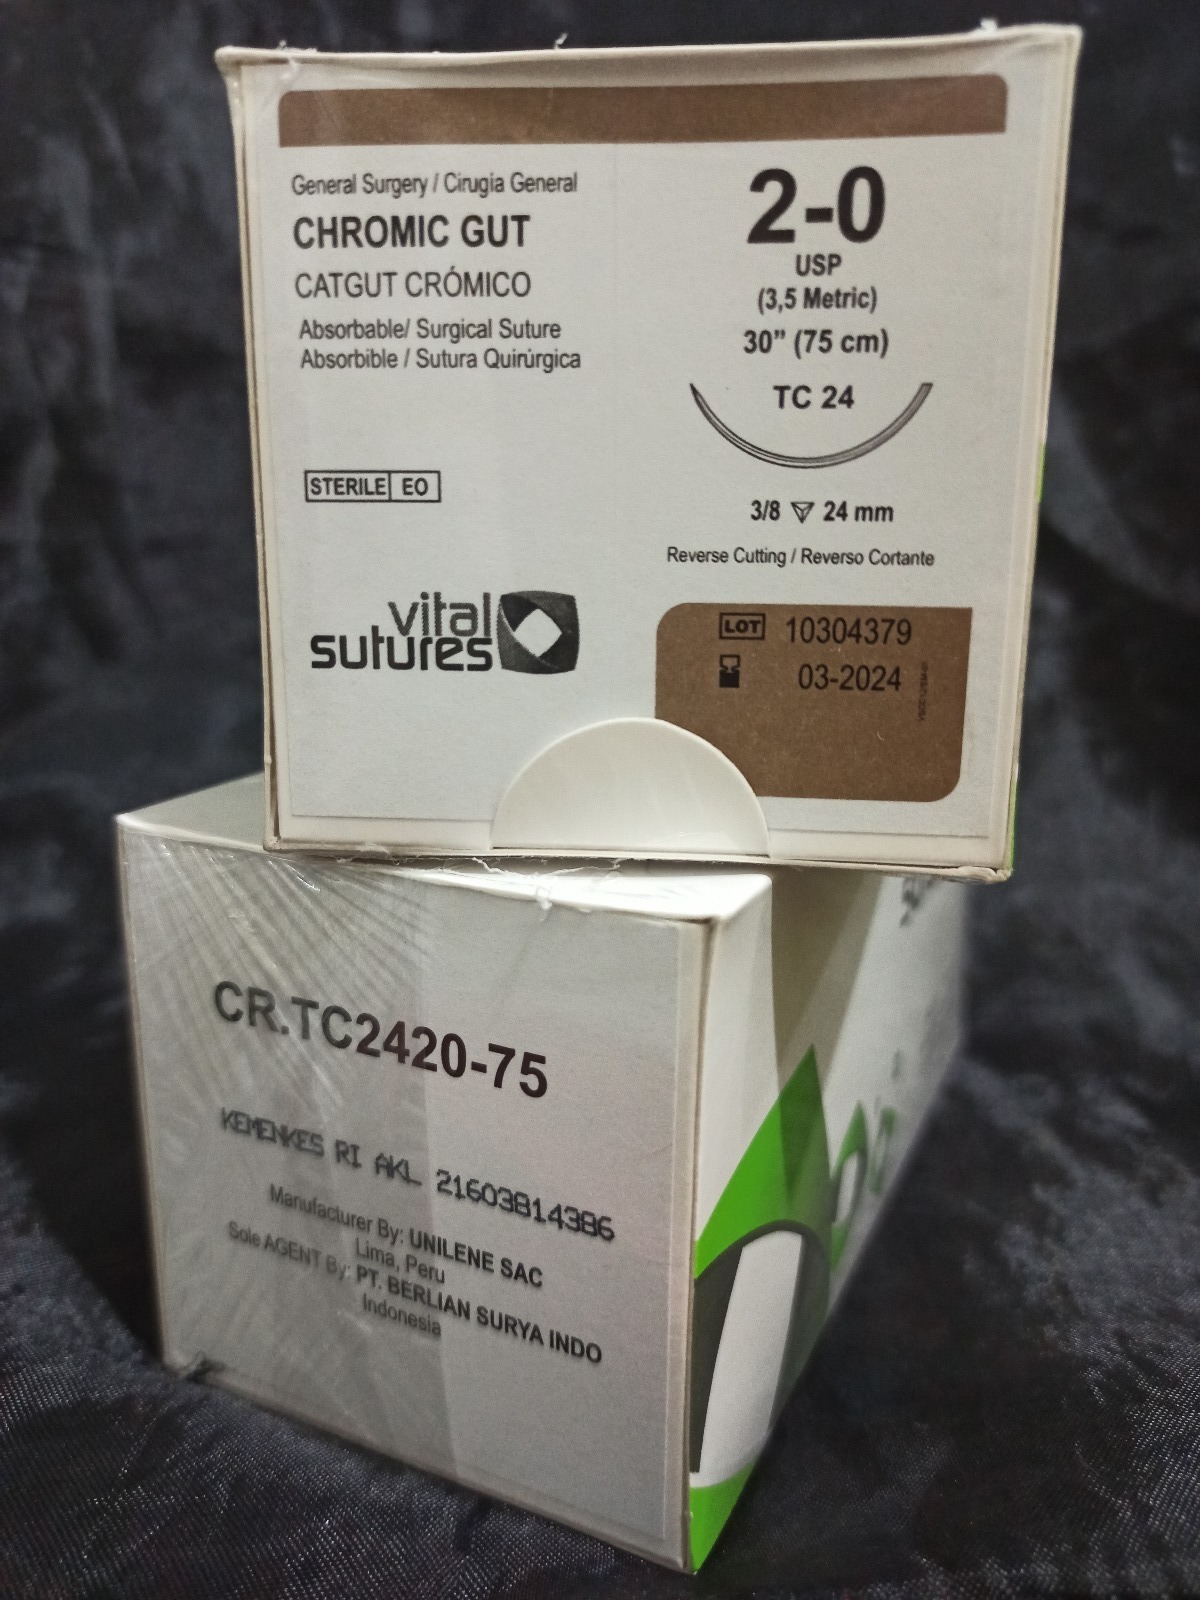 General Surgery / Cirugia General
CHROMIC GUT
CATGUT CRÓMICO
Absorbable/ Surgical Suture
Absorbible / Sutura Quirúrgica
STERILE EO
vital
sutures
2-0
USP
(3,5 Metric)
30” (75 cm)
TC 24
3/8 24 mm
Reverse Cutting / Reverso Cortante
LOT 10304379
03-2024
CR.TC2420-75
KEMENKES RI AKL 21603814386
Manufacturer By: UNILENE SAC
Lima, Peru
Sole AGENT By: PT. BERLIAN SURYA INDO
Indonesia